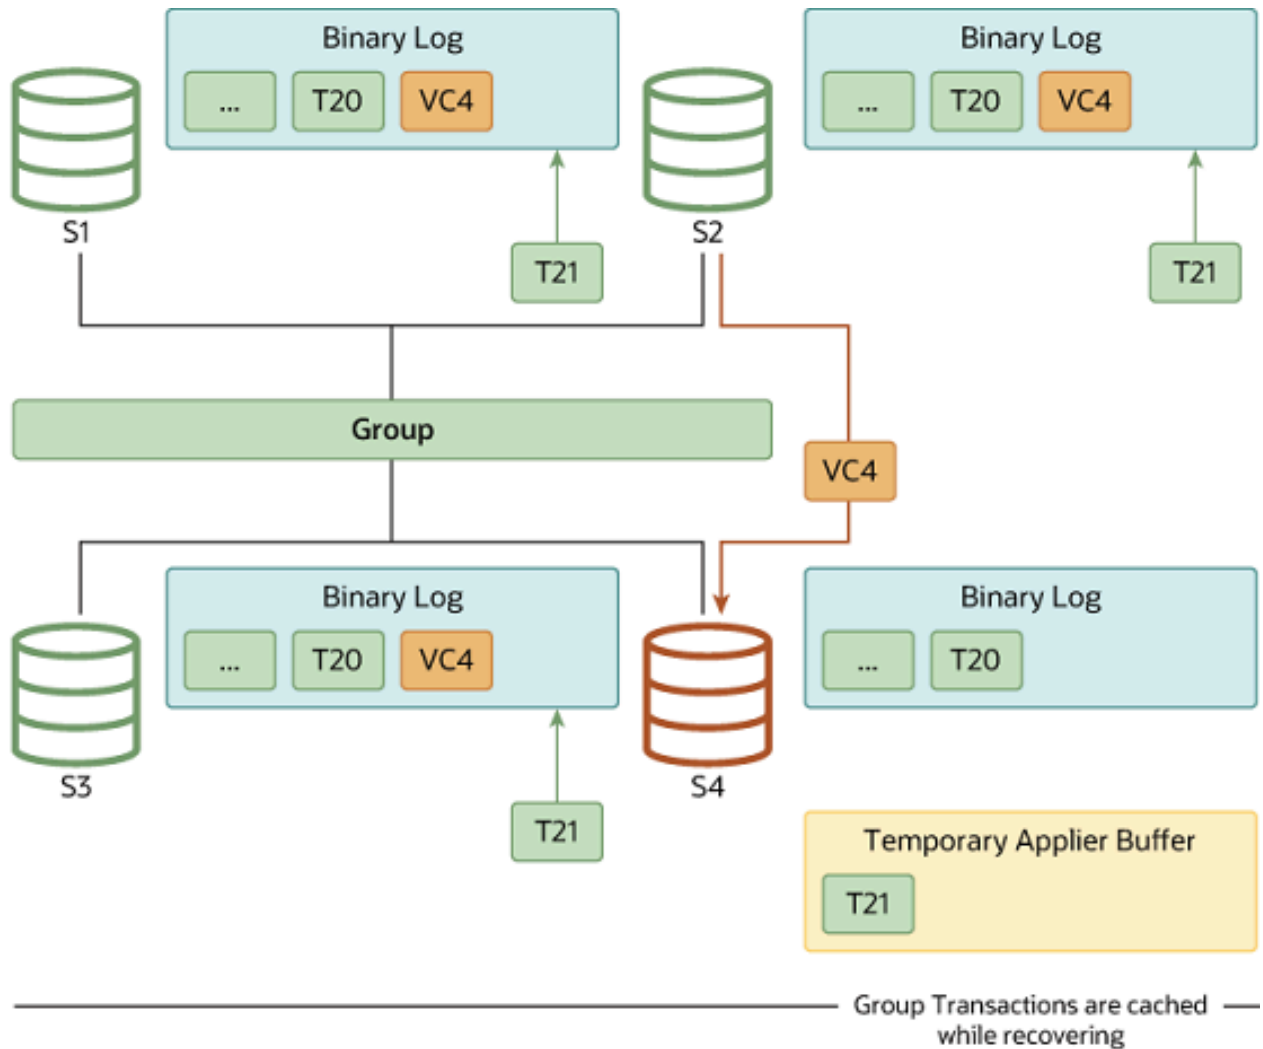 Binary Log
... T20 VC4
S1
T21
Binary Log
... T20 VC4
S2
T21
Group
VC4
Binary Log
... T20 VC4
S3
T21
Binary Log
... T20
S4
Temporary Applier Buffer
T21
Group Transactions are cached
while recovering